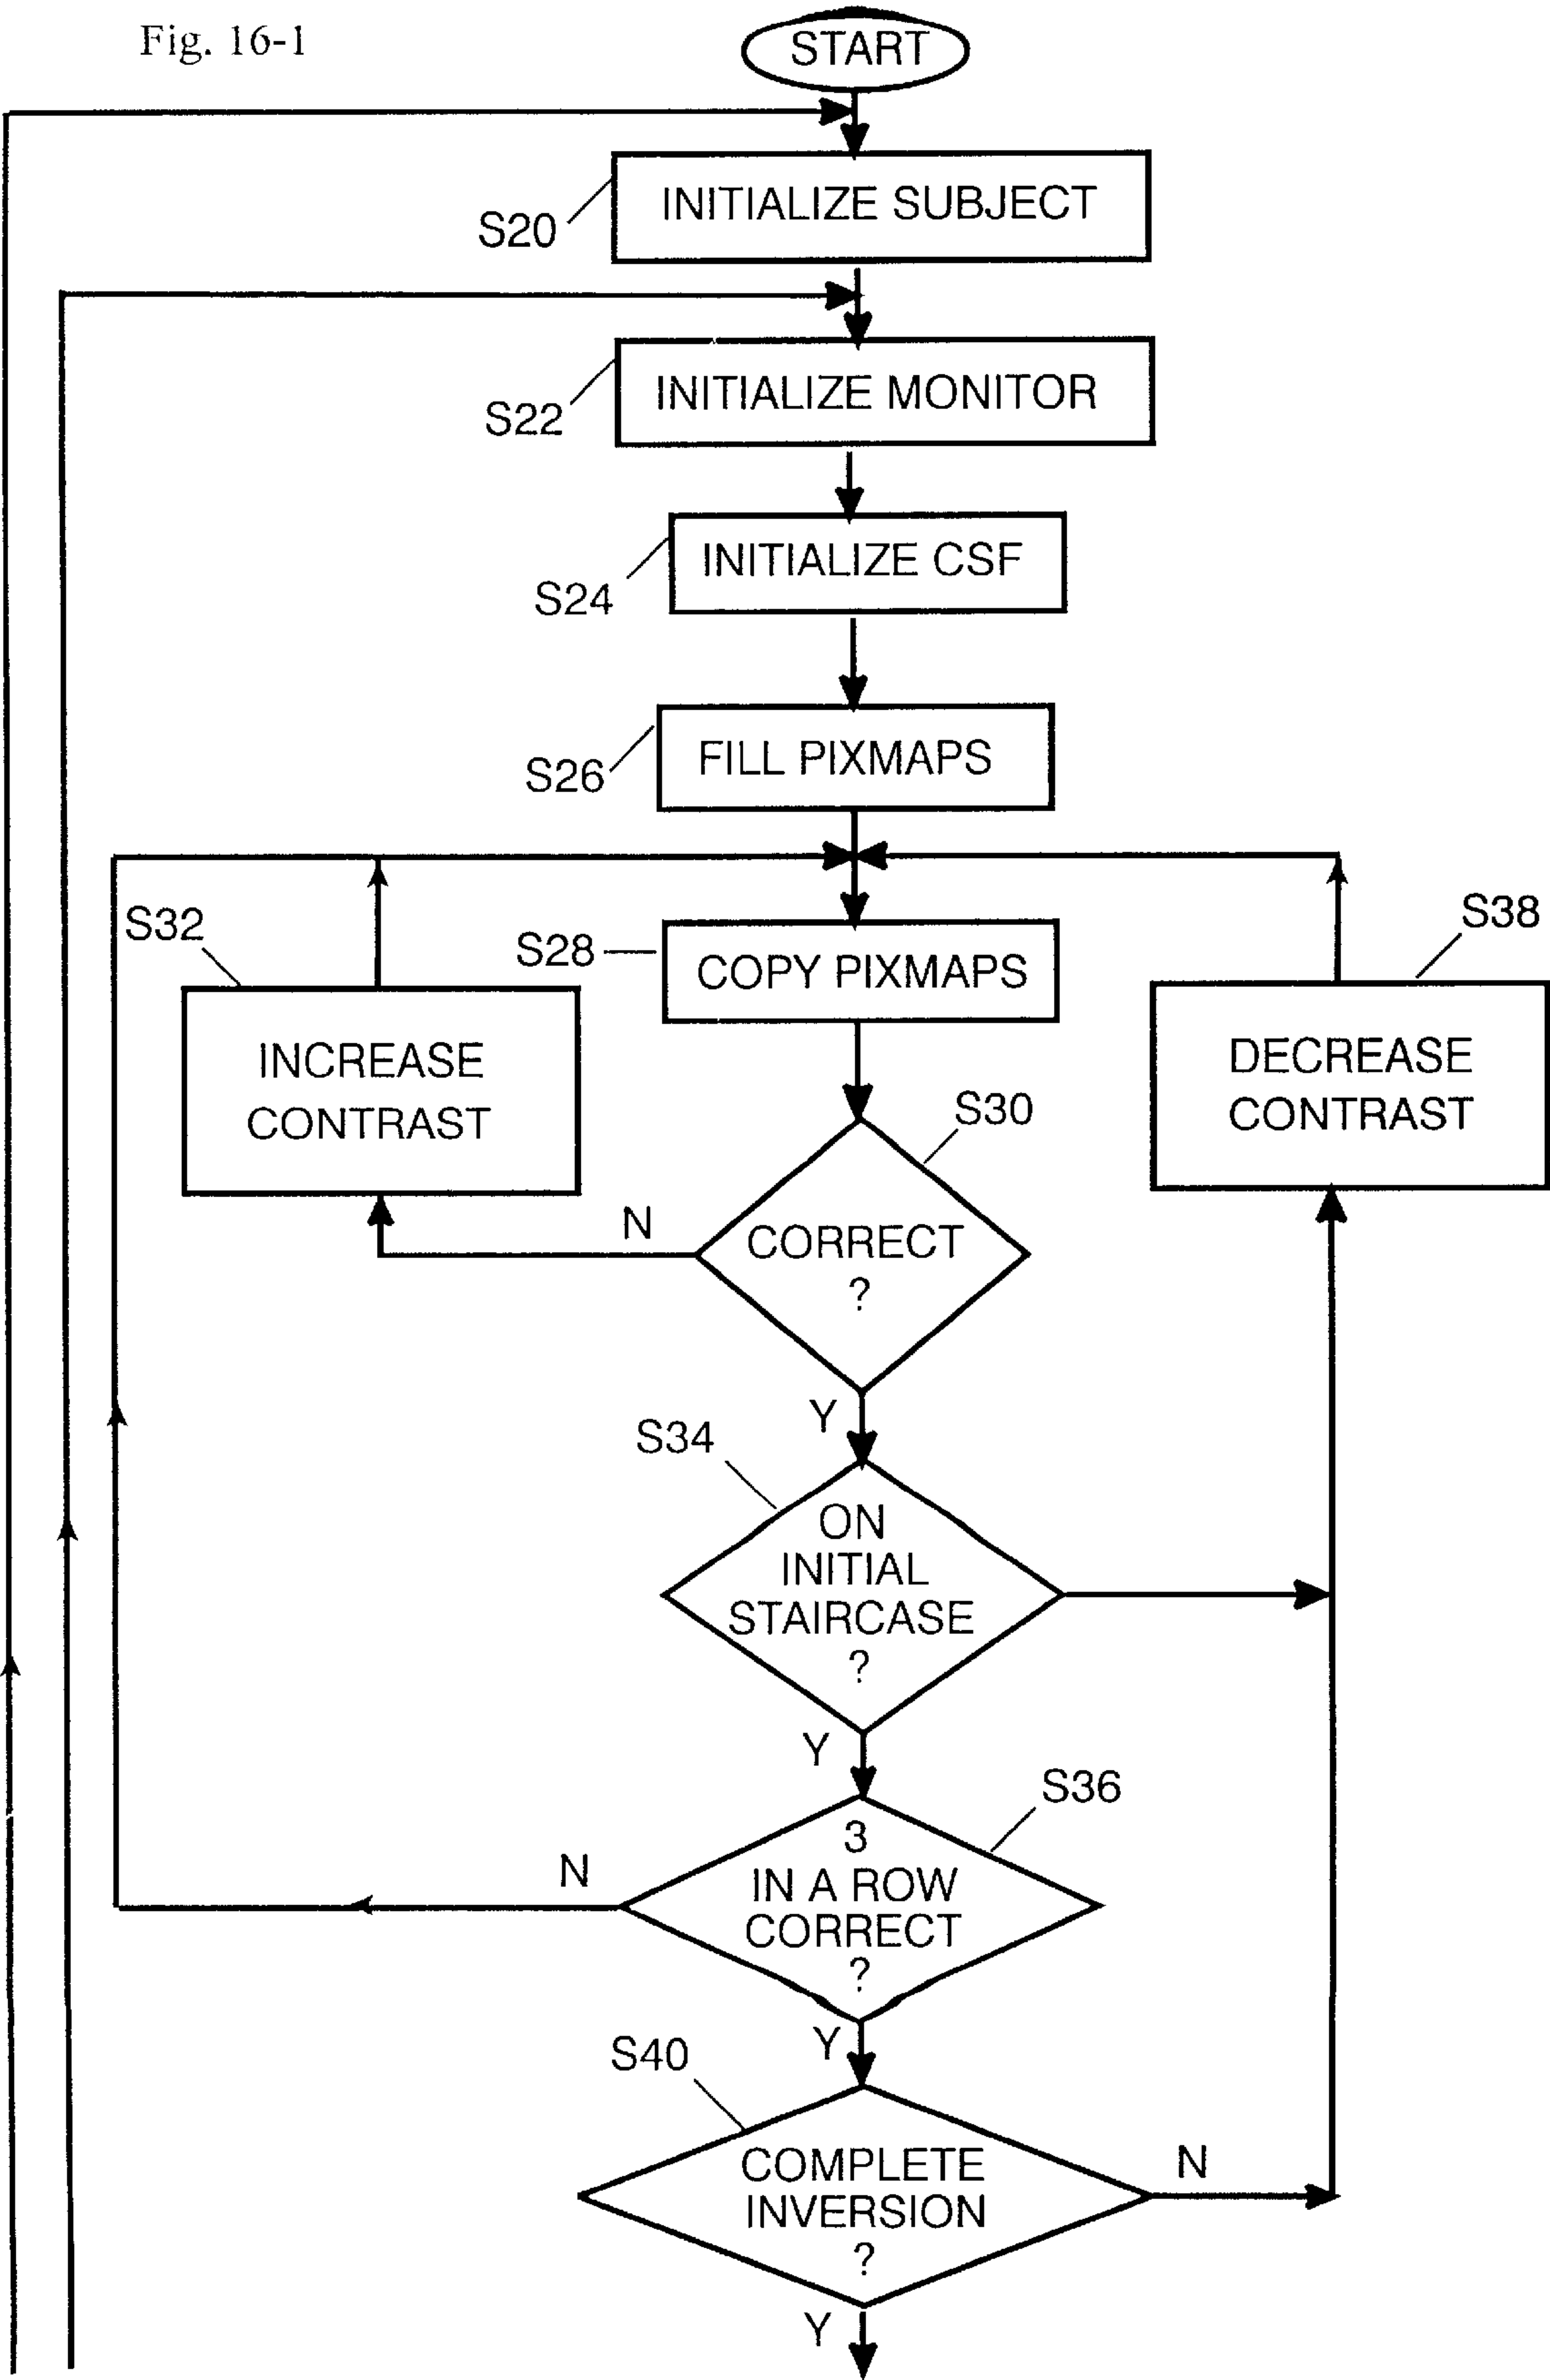 Fig. 16-1
START
INITIALIZE SUBJECT
S20
INITIALIZE MONITOR
S22
INITIALIZE CSF
S24
FILL PIXMAPS
S26
S32
S28
COPY PIXMAPS
S38
INCREASE
CONTRAST
DECREASE
CONTRAST
S30
N
CORRECT
?
Y
S34
ON
INITIAL
STAIRCASE
?
Y
S36
3
IN A ROW
CORRECT
?
N
Y
S40
COMPLETE
INVERSION
?
N
Y